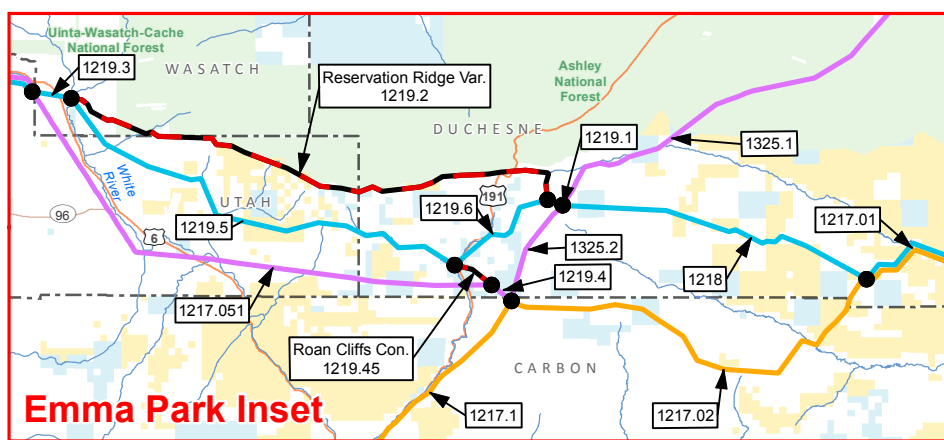 Uinta-Wasatch-Cache
National Forest
1219.3
WASATCH
Reservation Ridge Var.
1219.2
Ashley
National
Forest
DUCHESNE
1219.1
1325.1
White
River
191
UTAH
1219.6
1217.01
96
6
1219.5
1325.2
1219.4
1218
1217.051
Roan Cliffs Con.
1219.45
CARBON
Emma Park Inset
1217.1
1217.02